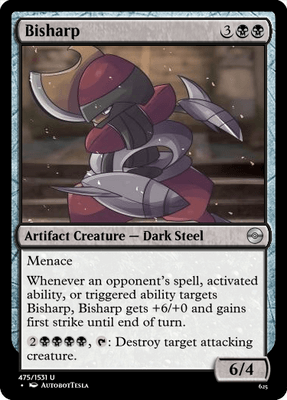 Bisharp 3
Artifact Creature — Dark Steel
Menace
Whenever an opponent's spell, activated
ability, or triggered ability targets
Bisharp, Bisharp gets +6/+0 and gains
first strike until end of turn.
2, : Destroy target attacking
creature.
6/4
475/1531 U
• AutobotTesla